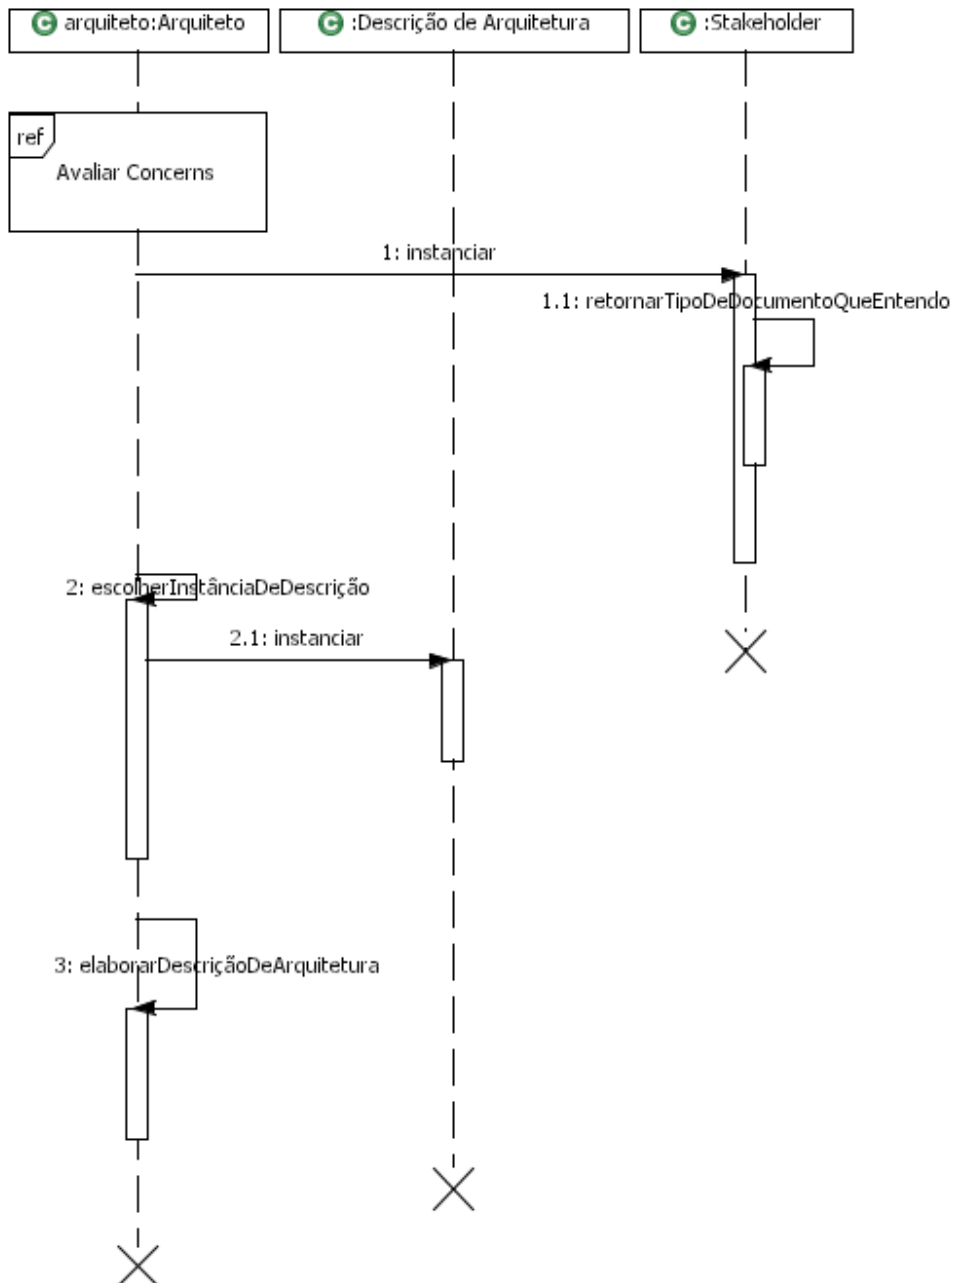 C arquiteto:Arquiteto
C :Descrição de Arquitetura
C :Stakeholder
ref
Avaliar Concerns
1: instanciar
1.1: retornarTipoDeDocumentoQueEntendo
2: escolherInstânciaDeDescrição
2.1: instanciar
3: elaborarDescriçãoDeArquitetura